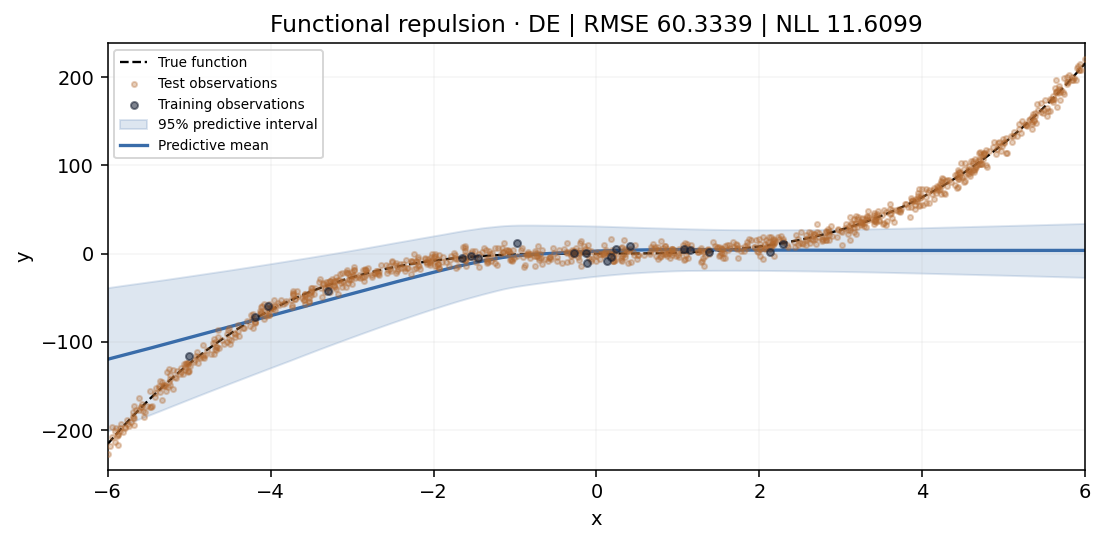 Functional repulsion · DE | RMSE 60.3339 | NLL 11.6099
True function
Test observations
Training observations
95% predictive interval
Predictive mean
200
100
0
−100
−200
y
−6
−4
−2
0
2
4
6
x